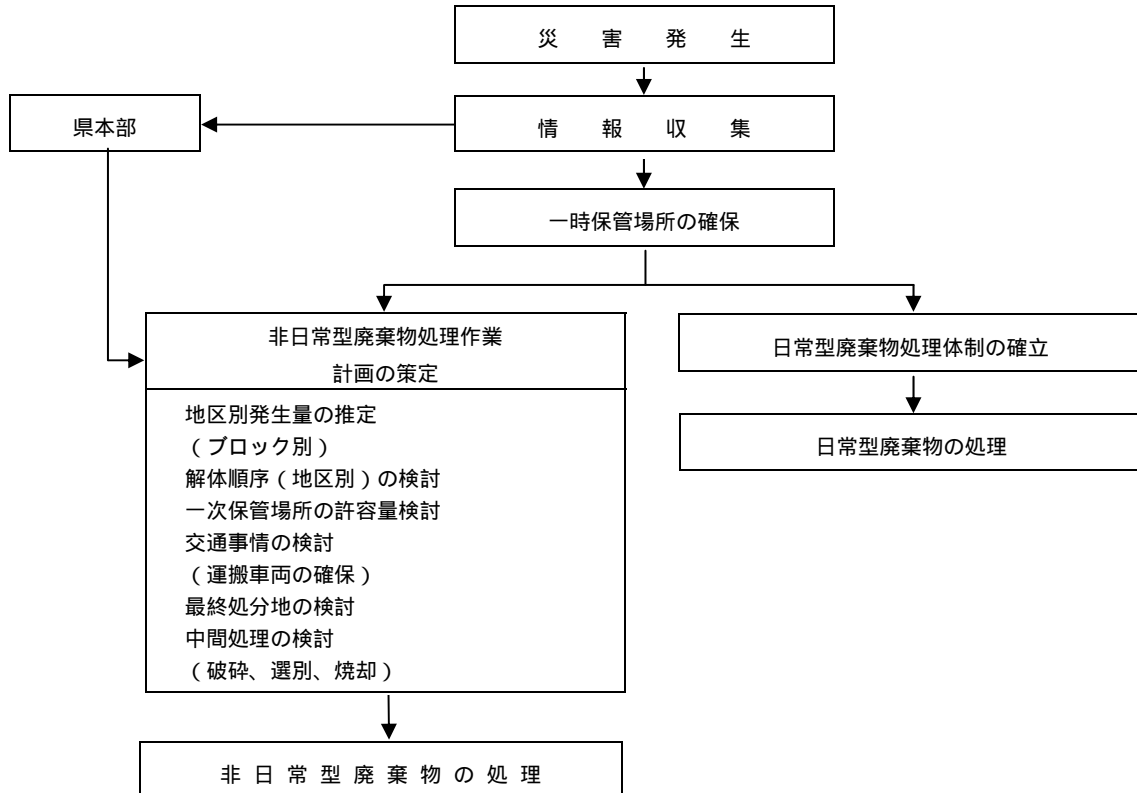 災　害　発　生
県本部
情　報　収　集
一時保管場所の確保
非日常型廃棄物処理作業
計画の策定
地区別発生量の推定
（ブロック別）
解体順序（地区別）の検討
一次保管場所の許容量検討
交通事情の検討
（運搬車両の確保）
最終処分地の検討
中間処理の検討
（破砕、選別、焼却）
非 日 常 型 廃 棄 物 の 処 理
日常型廃棄物処理体制の確立
日常型廃棄物の処理